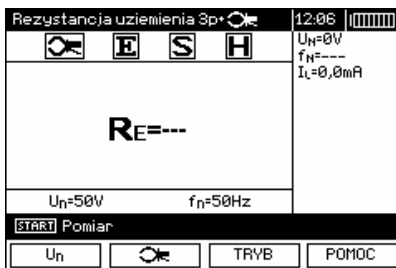 Rezystancja uziemienia 3p+ 12:06
E S H
UN=0V
fN=---
IL=0,0mA
RE=---
Un=50V fn=50Hz
START Pomiar
Un TRYB POMOC